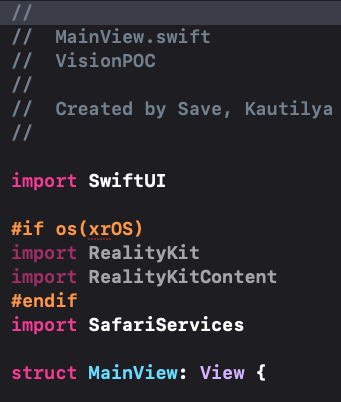 //
//  MainView.swift
//  VisionPOC
//
//  Created by Save, Kautilya
//
import SwiftUI
#if os(xrOS)
import RealityKit
import RealityKitContent
#endif
import SafariServices
struct MainView: View {